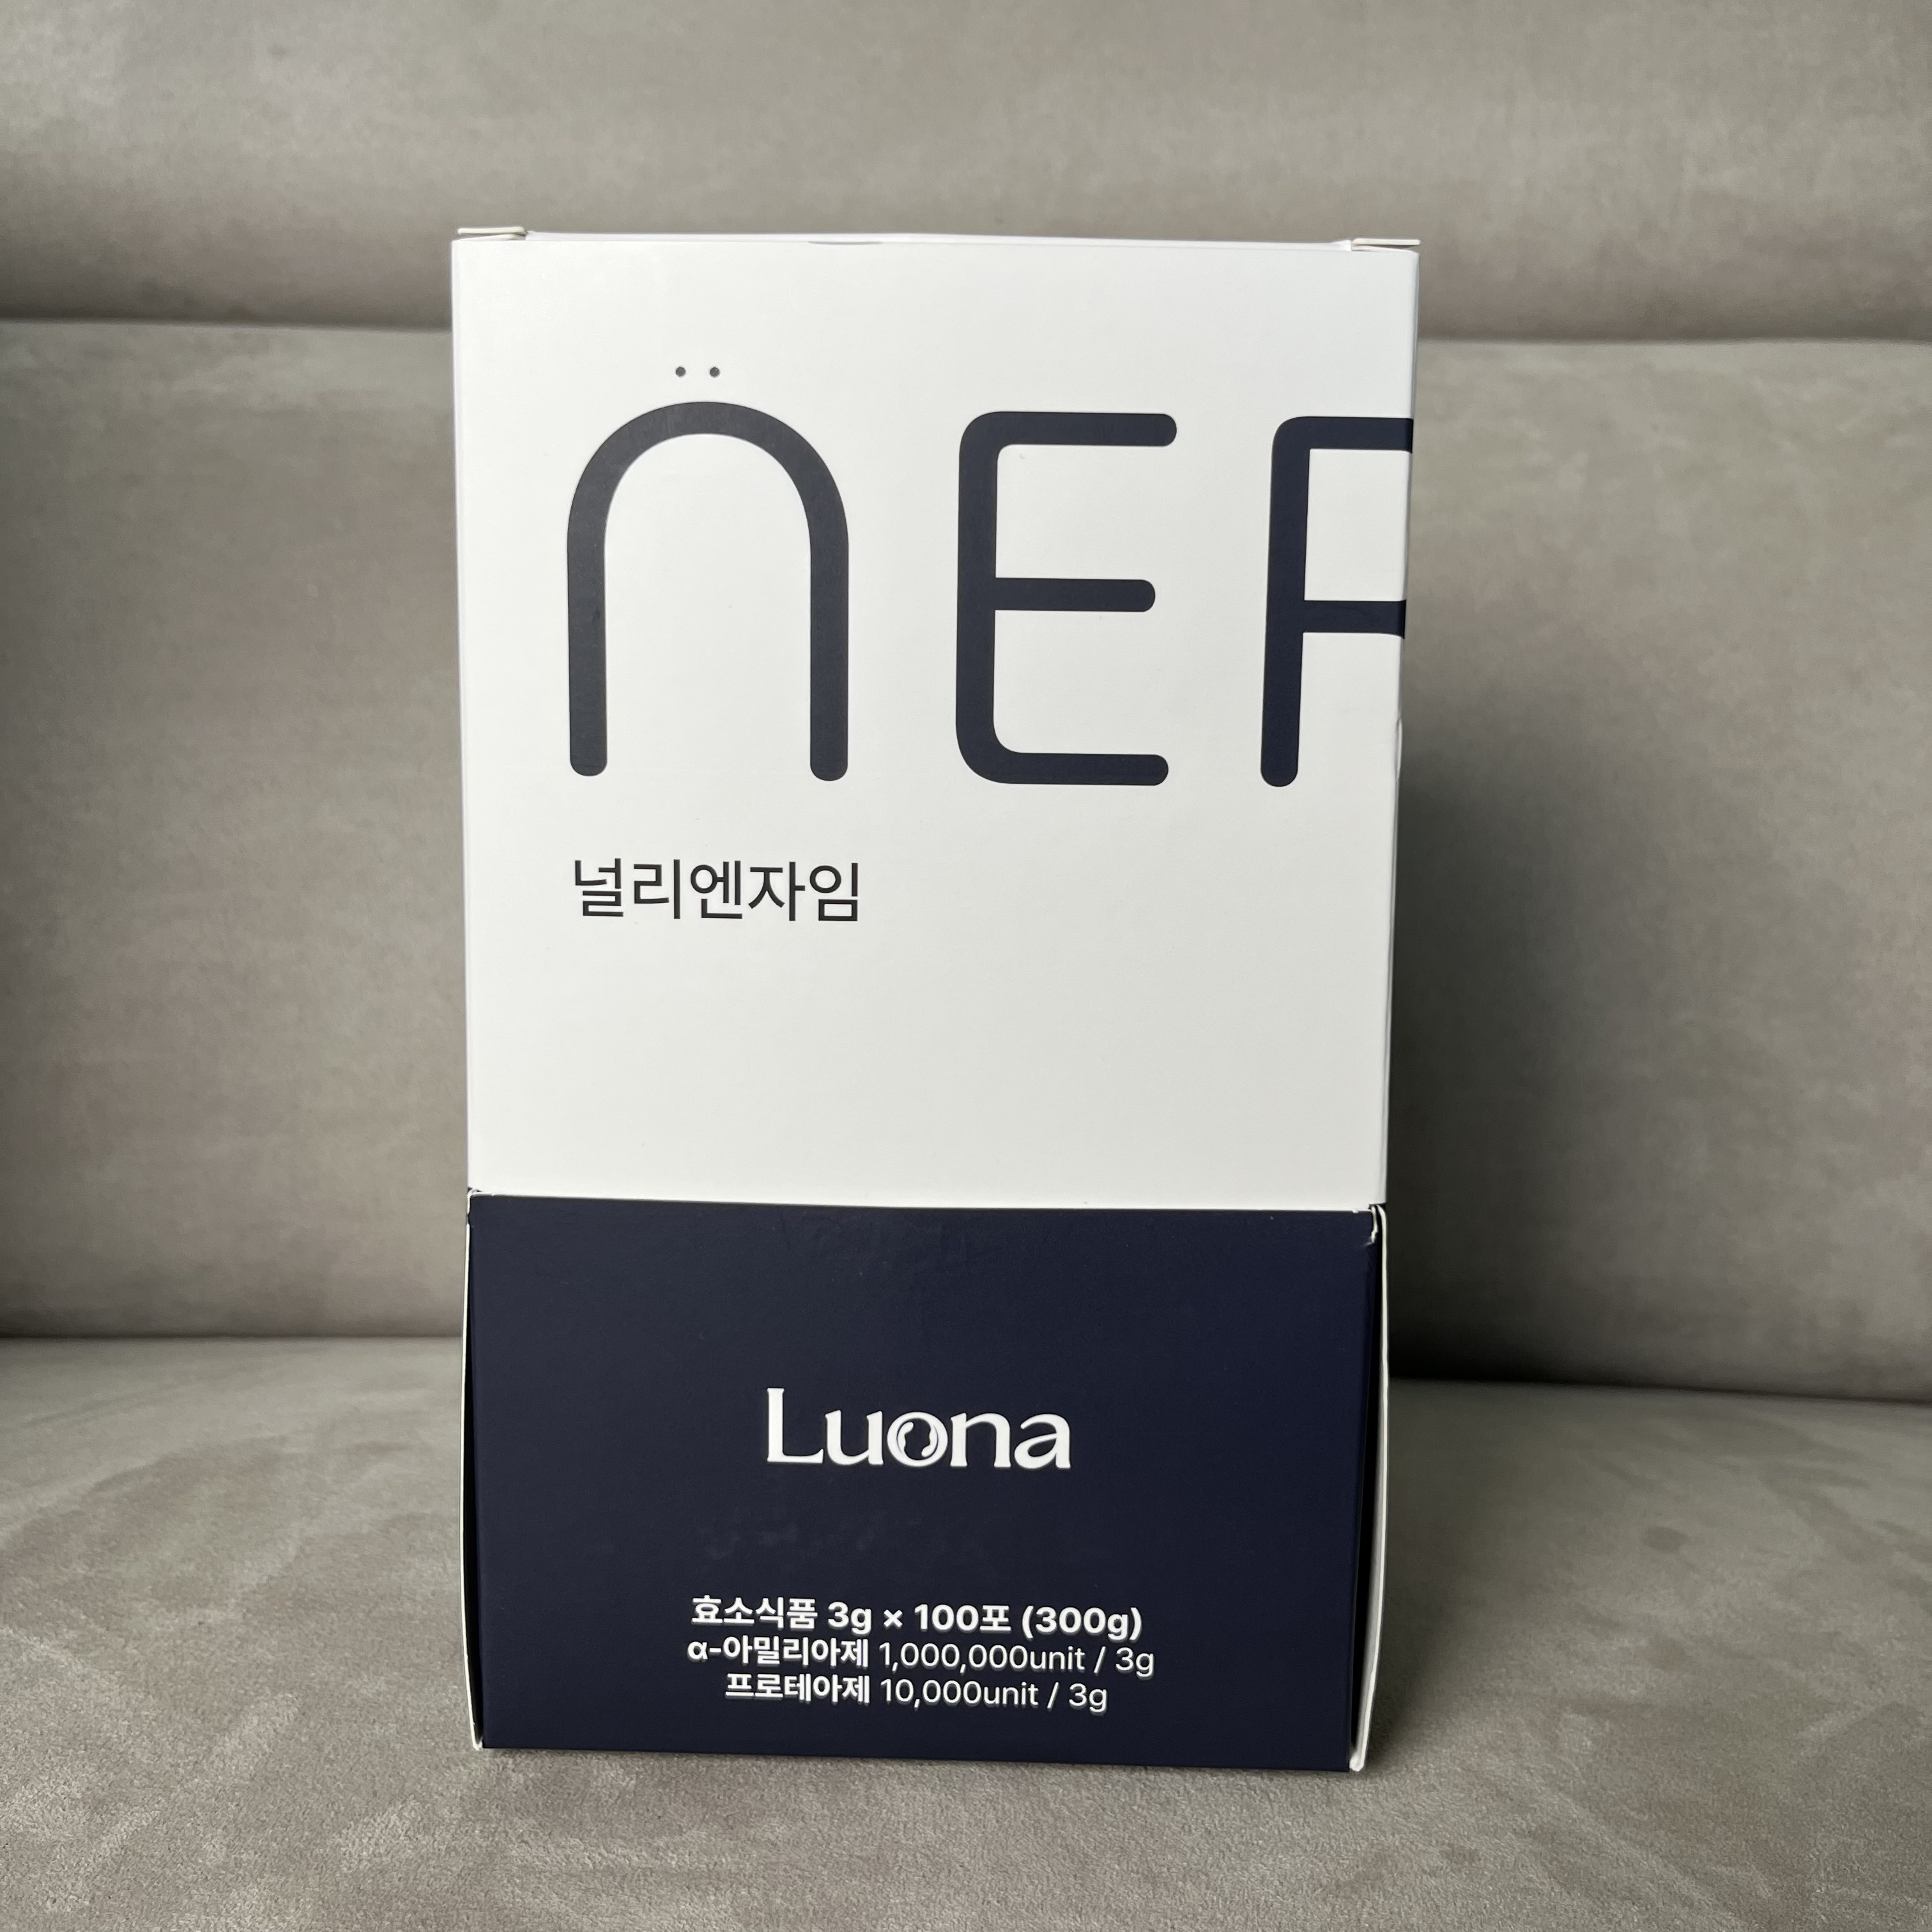 n̈ER
널리엔자임
Luona
효소식품 3g × 100포 (300g)
α-아밀리아제 1,000,000unit / 3g
프로테아제 10,000unit / 3g